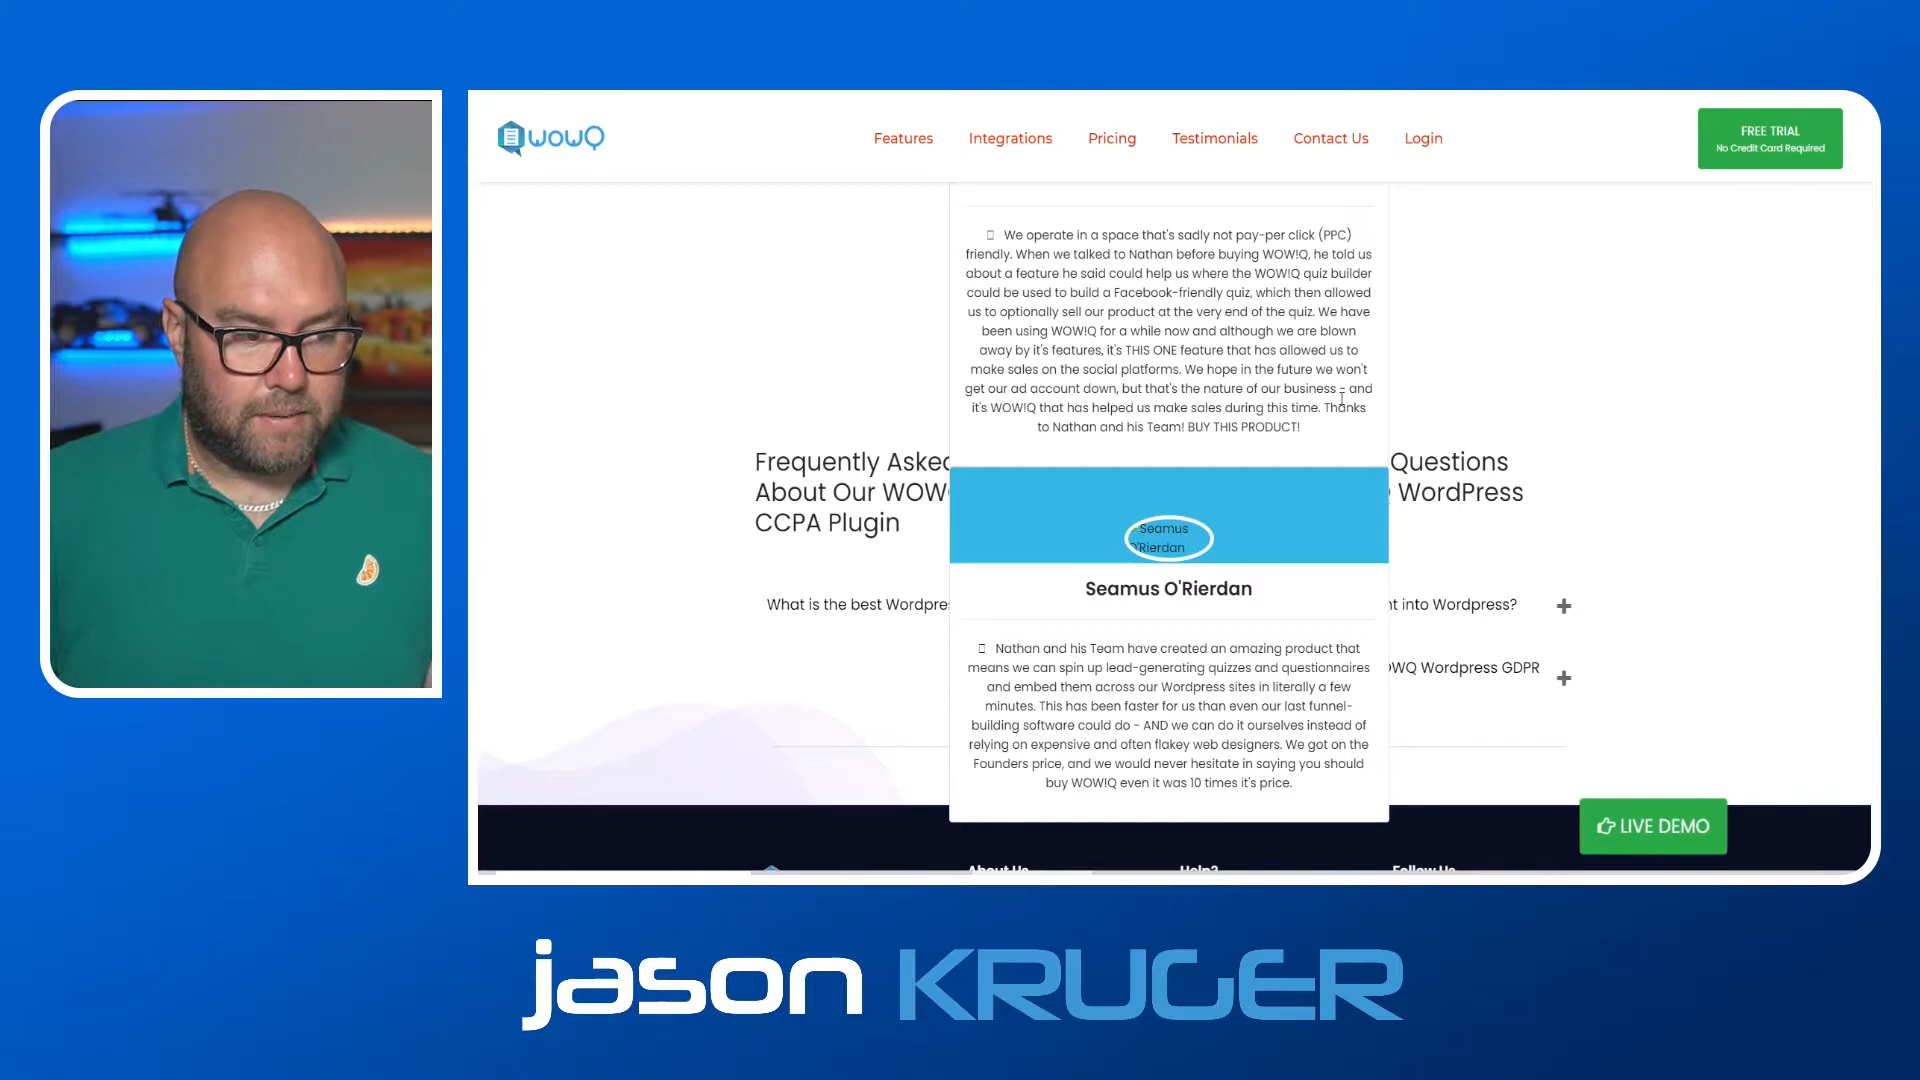 WOWQ
Features
Integrations
Pricing
Testimonials
Contact Us
Login
FREE TRIAL
No Credit Card Required
We operate in a space that's sadly not pay-per click (PPC)
friendly. When we talked to Nathan before buying WOW!Q, he told us
about a feature he said could help us where the WOW!Q quiz builder
could be used to build a Facebook-friendly quiz, which then allowed
us to optionally sell our product at the very end of the quiz. We have
been using WOW!Q for a while now and although we are blown
away by it's features, it's THIS ONE feature that has allowed us to
make sales on the social platforms. We hope in the future we won't
get our ad account down, but that's the nature of our business - and
it's WOW!Q that has helped us make sales during this time. Thanks
to Nathan and his Team! BUY THIS PRODUCT!
Frequently Asked
About Our WOW
CCPA Plugin
Questions
WordPress
Seamus
O'Rierdan
Seamus O'Rierdan
What is the best Wordpre
nt into Wordpress?
Nathan and his Team have created an amazing product that
means we can spin up lead-generating quizzes and questionnaires
and embed them across our Wordpress sites in literally a few
minutes. This has been faster for us than even our last funnel-
building software could do - AND we can do it ourselves instead of
relying on expensive and often flakey web designers. We got on the
Founders price, and we would never hesitate in saying you should
buy WOW!Q even it was 10 times it's price.
OWQ Wordpress GDPR
LIVE DEMO
About Us
Help?
Follow Us
jason KRUGER